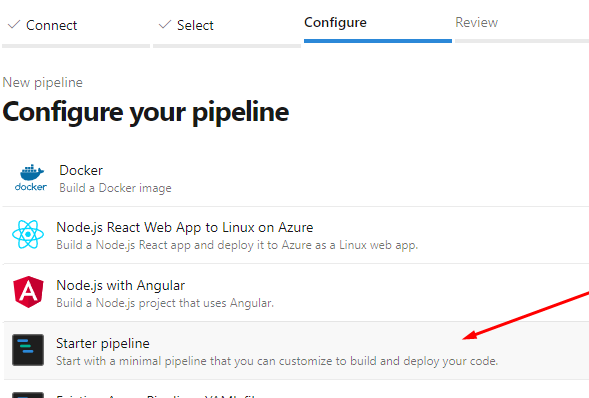 Connect
Select
Configure
Review
New pipeline
Configure your pipeline
docker
Docker
Build a Docker image
Node.js React Web App to Linux on Azure
Build a Node.js React app and deploy it to Azure as a Linux web app.
A
Node.js with Angular
Build a Node.js project that uses Angular.
Starter pipeline
Start with a minimal pipeline that you can customize to build and deploy your code.